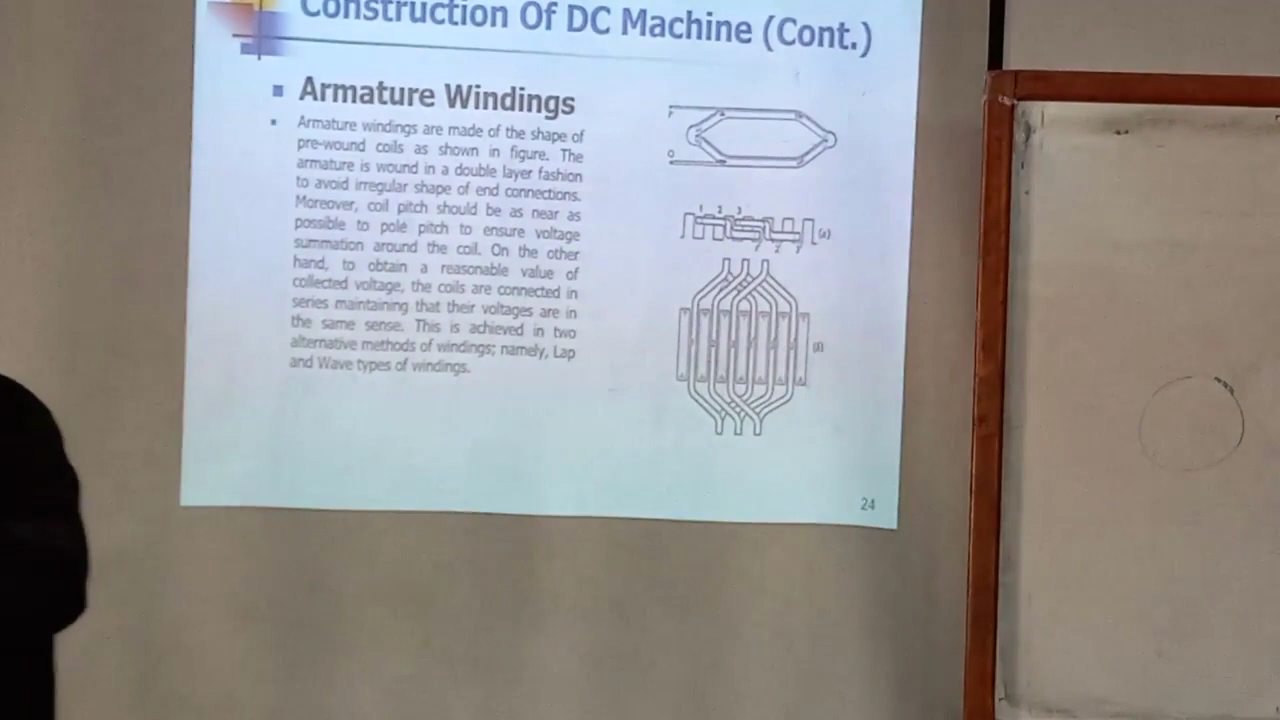 Construction Of DC Machine (Cont.)
Armature Windings
Armature windings are made of the shape of
pre-wound coils as shown in figure. The
armature is wound in a double layer fashion
to avoid irregular shape of end connections.
Moreover, coil pitch should be as near as
possible to pole pitch to ensure voltage
summation around the coil. On the other
hand, to obtain a reasonable value of
collected voltage, the coils are connected in
series maintaining that their voltages are in
the same sense. This is achieved in two
alternative methods of windings; namely, Lap
and Wave types of windings.
1 2 3
24